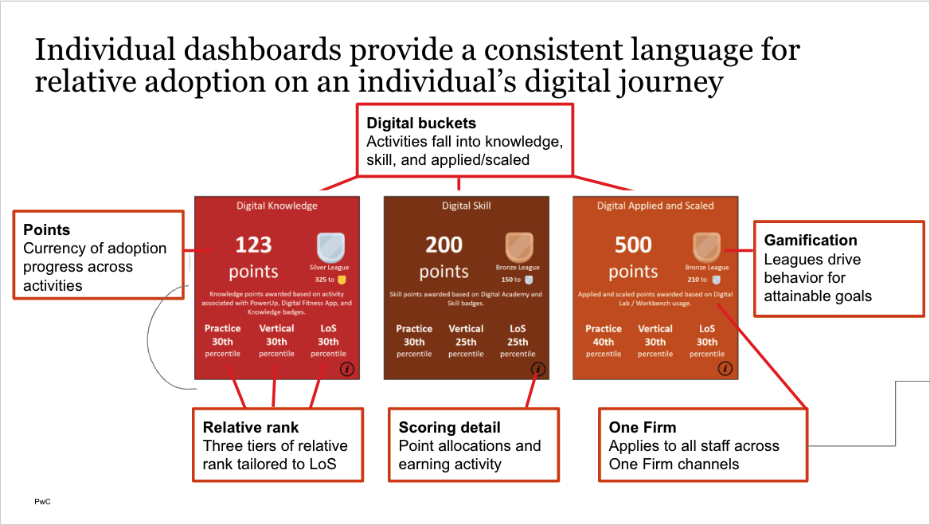 Individual dashboards provide a consistent language for
relative adoption on an individual's digital journey
Digital buckets
Activities fall into knowledge,
skill, and applied/scaled
Points
Currency of adoption
progress across
activities
Digital Knowledge
123
points
Silver League
325 to
Knowledge points awarded based on activity
associated with PowerUp, Digital Fitness App, and
Knowledge badges.
Practice Vertical LoS
30th 30th 30th
percentile percentile percentile
i
Digital Skill
200
points
Bronze League
150 to
Skill points awarded based on Digital Academy and
Skill badges.
Practice Vertical LoS
30th 25th 25th
percentile percentile percentile
i
Digital Applied and Scaled
500
points
Bronze League
210 to
Applied and scaled points awarded based on Digital
Lab / Workbench usage.
Practice Vertical LoS
40th 30th 30th
percentile percentile percentile
i
Gamification
Leagues drive
behavior for
attainable goals
Relative rank
Three tiers of relative
rank tailored to LoS
Scoring detail
Point allocations and
earning activity
One Firm
Applies to all staff across
One Firm channels
PwC